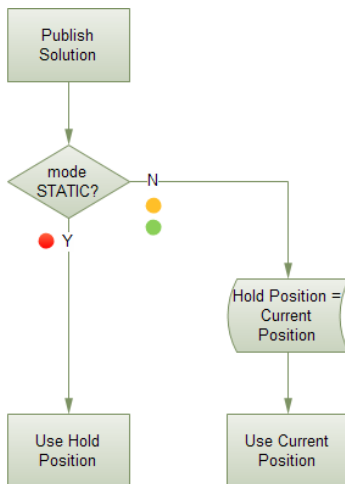 Publish
Solution
mode
STATIC?
N
Y
Hold Position =
Current
Position
Use Hold
Position
Use Current
Position